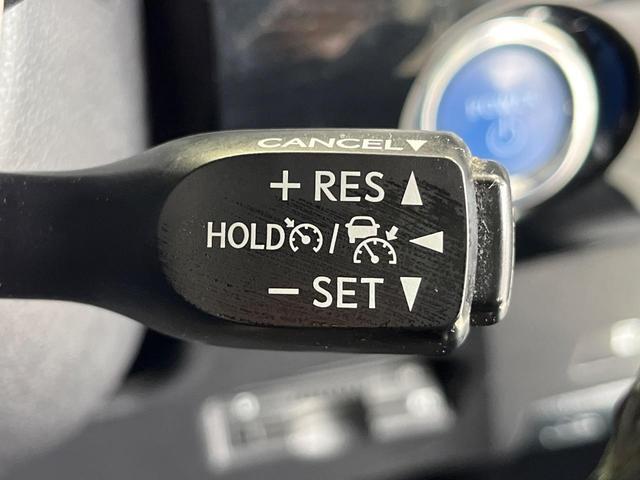 CANCEL▼
+ RES ▲
HOLD / ◀
− SET ▼